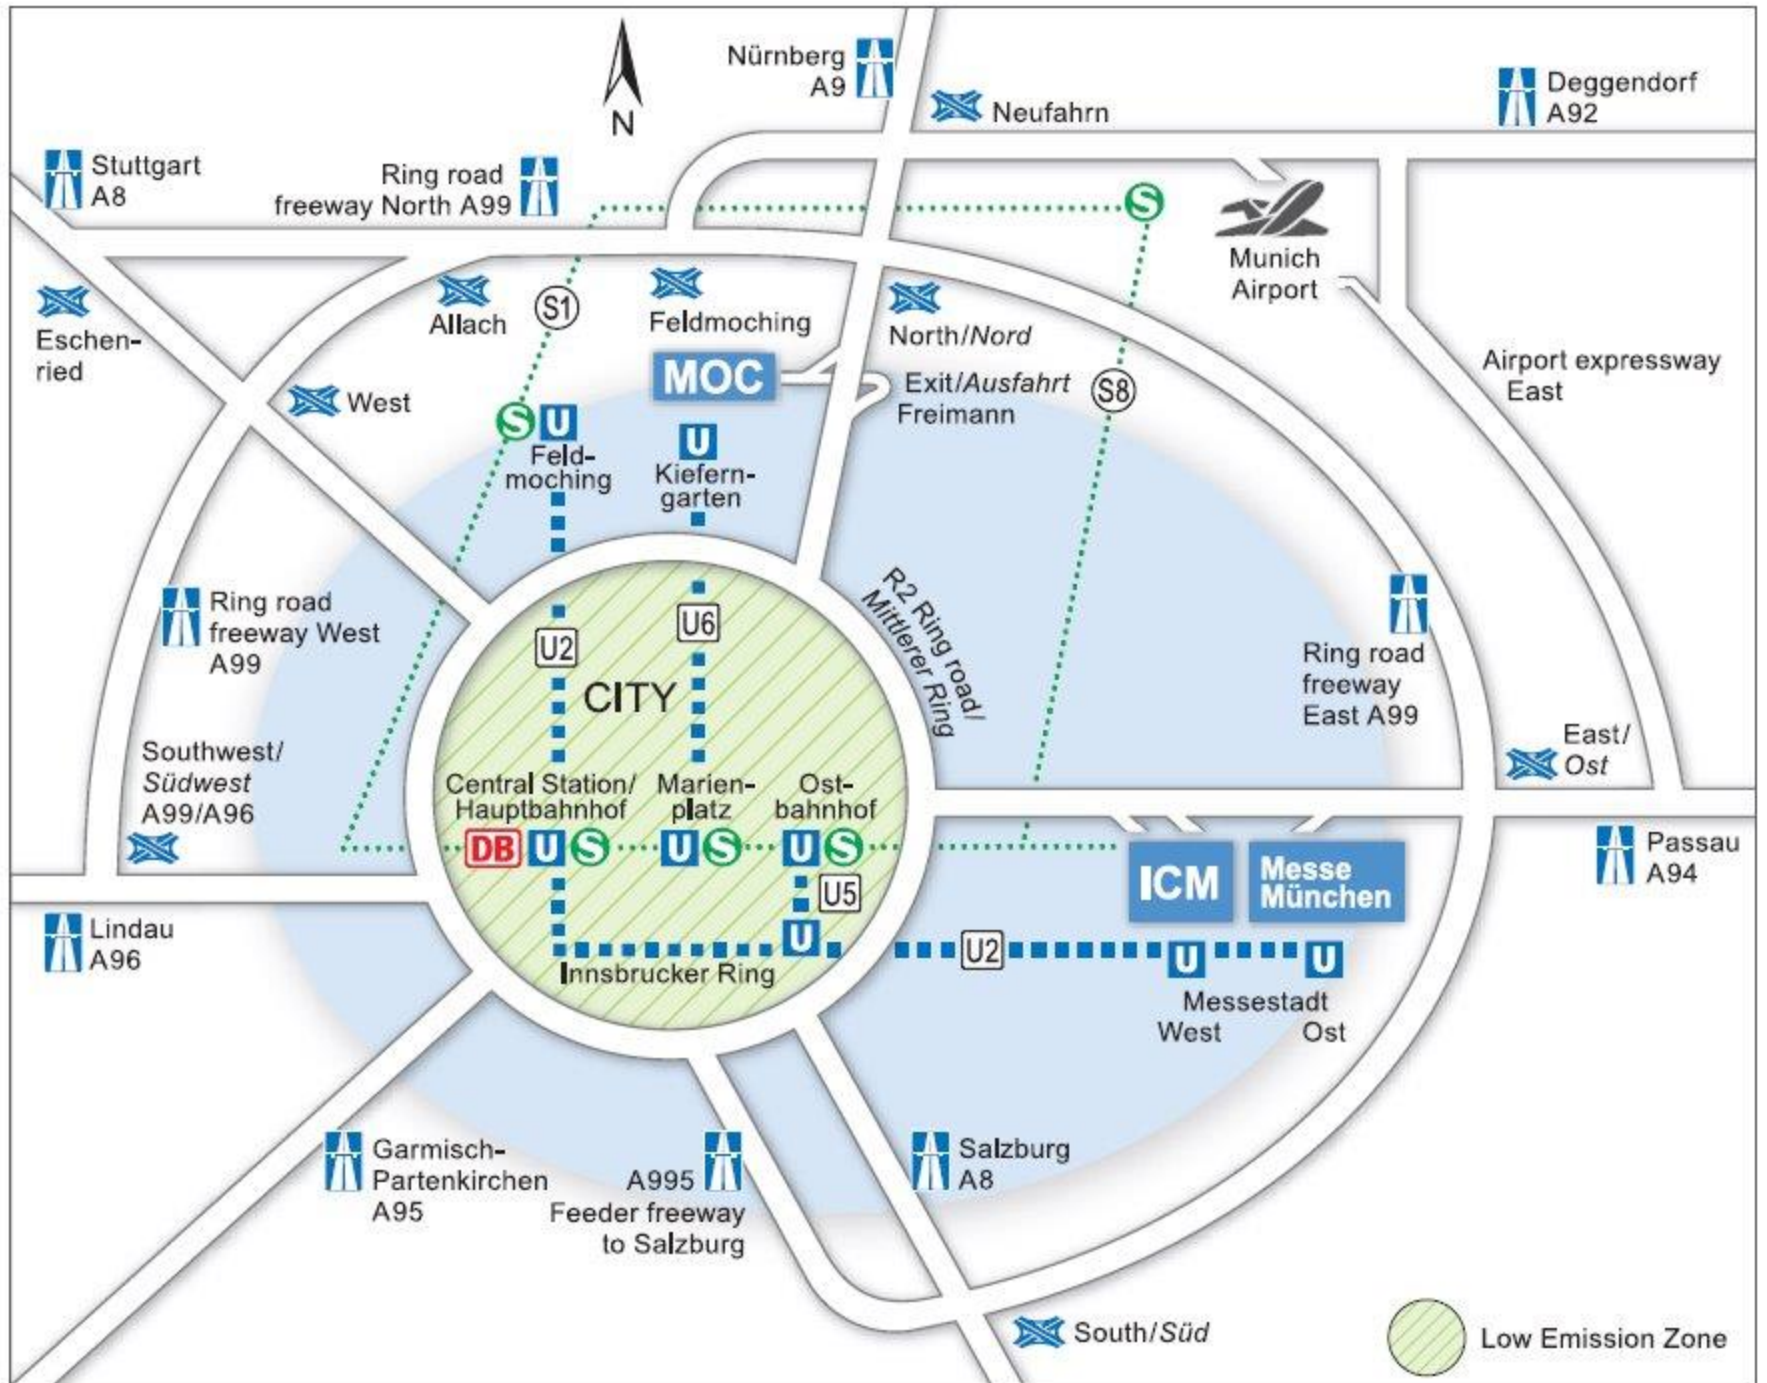 Nürnberg
A9
Neufahrn
Deggendorf
A92
N
Stuttgart
A8
Ring road
freeway North A99
S
Munich
Airport
Eschen-
ried
Allach
S1
Feldmoching
North/Nord
MOC
Exit/Ausfahrt
Freimann
S8
Airport expressway
East
West
S U
Feld-
moching
U
Kiefern-
garten
Ring road
freeway West
A99
U2
U6
R2 Ring road/
Mittlerer Ring
CITY
Ring road
freeway
East A99
Southwest/
Südwest
A99/A96
East/
Ost
Central Station/
Hauptbahnhof
DB U S
Marien-
platz
U S
Ost-
bahnhof
U S
U5
ICM
Messe
München
Passau
A94
Lindau
A96
U
Innsbrucker Ring
U2
U
U
Messestadt
West
Ost
Garmisch-
Partenkirchen
A95
A995
Feeder freeway
to Salzburg
Salzburg
A8
South/Süd
Low Emission Zone